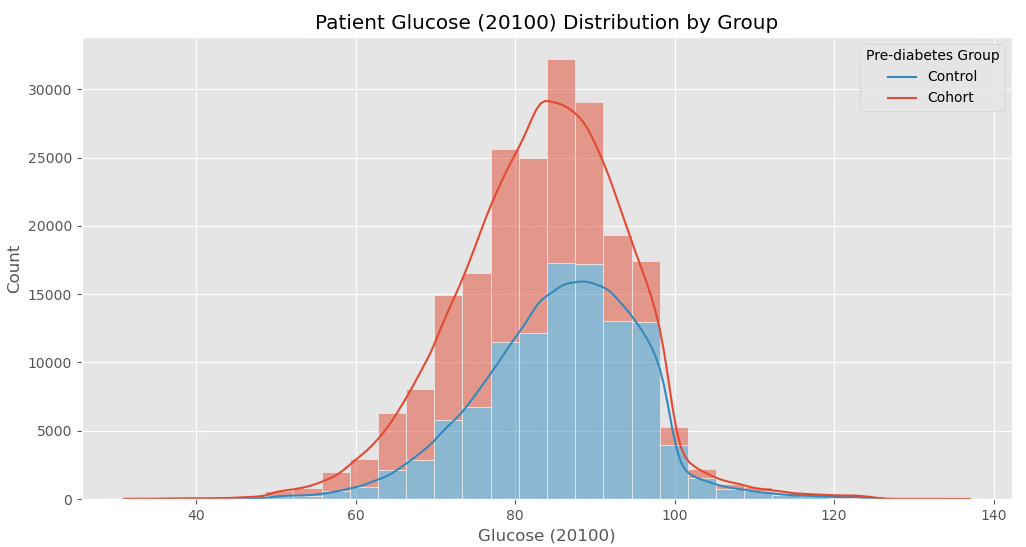 Patient Glucose (20100) Distribution by Group
Pre-diabetes Group
Control
Cohort
30000
25000
20000
15000
10000
5000
0
Count
40 60 80 100 120 140
Glucose (20100)